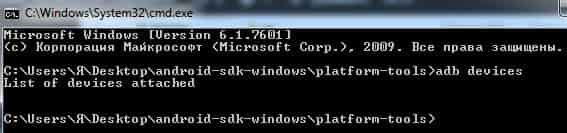 C:\Windows\System32\cmd.exe
Microsoft Windows [Version 6.1.7601]
(c) Корпорация Майкрософт (Microsoft Corp.), 2009. Все права защищены.
C:\Users\Я\Desktop\android-sdk-windows\platform-tools>adb devices
List of devices attached
C:\Users\Я\Desktop\android-sdk-windows\platform-tools>